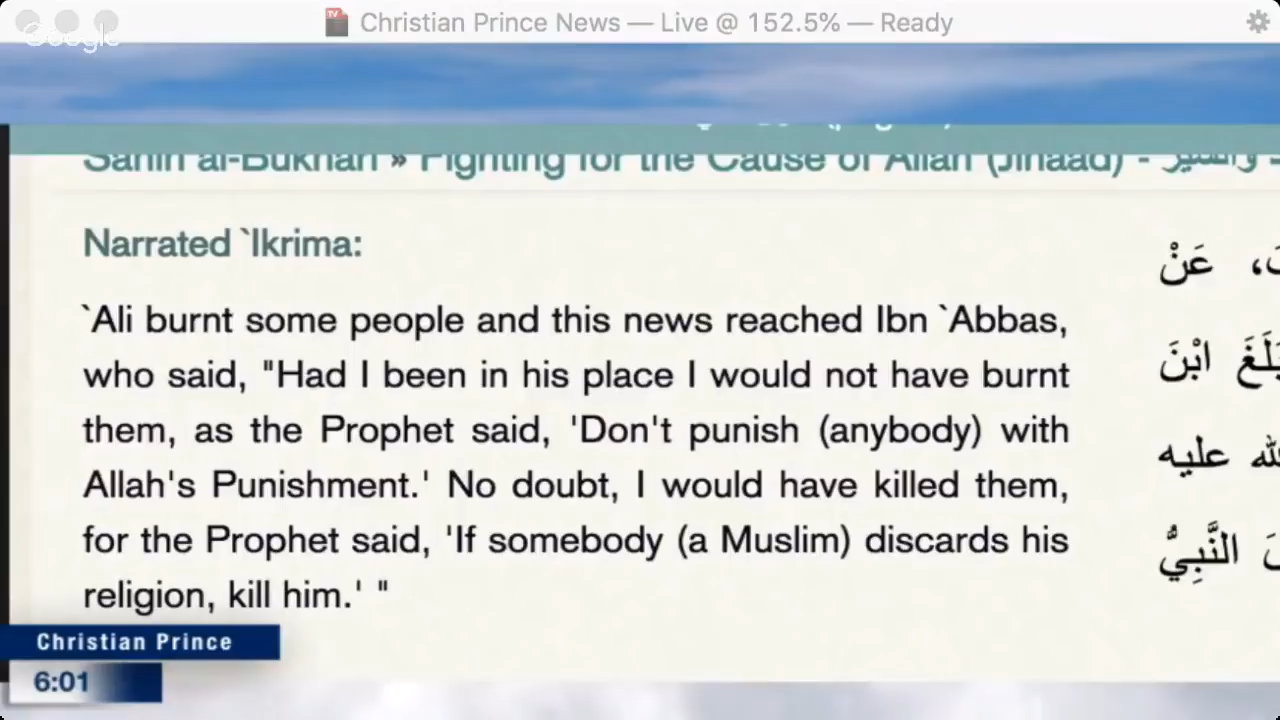 Christian Prince News — Live @ 152.5% — Ready
Google
Sahih al-Bukhari » Fighting for the Cause of Allah (Jihaad) -
Narrated `Ikrima:
عَنْ
`Ali burnt some people and this news reached Ibn `Abbas,
who said, "Had I been in his place I would not have burnt
ابْنَ
them, as the Prophet said, 'Don't punish (anybody) with
Allah's Punishment.' No doubt, I would have killed them,
عليه
for the Prophet said, 'If somebody (a Muslim) discards his
النَّبِيُّ
religion, kill him.' "
Christian Prince
6:01